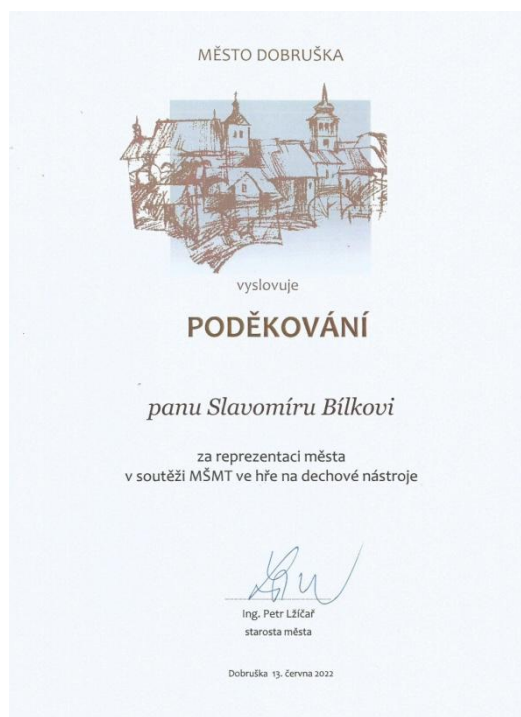 MĚSTO DOBRUŠKA
vyslovuje
PODĚKOVÁNÍ
panu Slavomíru Bílkovi
za reprezentaci města
v soutěži MŠMT ve hře na dechové nástroje
Ing. Petr Lžíčař
starosta města
Dobruška 13. června 2022